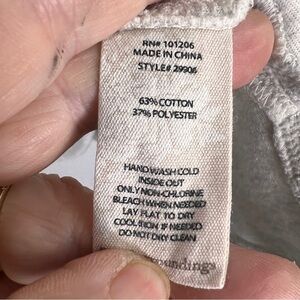 RN# 101206
MADE IN CHINA
STYLE# 29906
63% COTTON
37% POLYESTER
HAND WASH COLD
INSIDE OUT
ONLY NON-CHLORINE
BLEACH WHEN NEEDED
LAY FLAT TO DRY
COOL IRON IF NEEDED
DO NOT DRY CLEAN